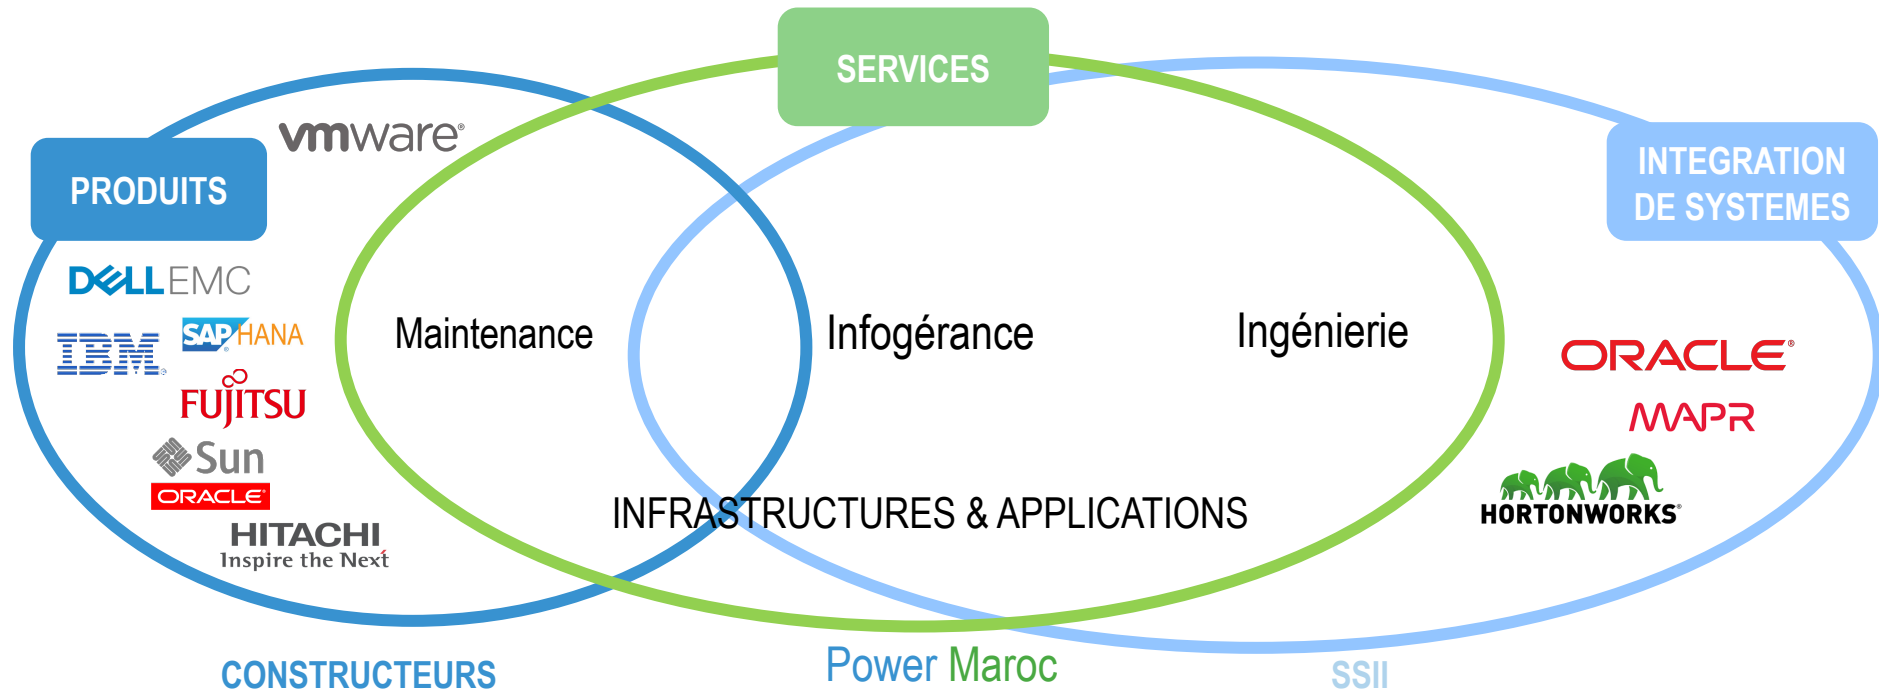 SERVICES
PRODUITS
vmware®
INTEGRATION
DE SYSTEMES
DELL EMC
IBM®
SAP HANA
FUJITSU
Sun
ORACLE®
HITACHI
Inspire the Next
Maintenance
Infogérance
Ingénierie
INFRASTRUCTURES & APPLICATIONS
ORACLE®
MAPR
HORTONWORKS®
CONSTRUCTEURS
Power Maroc
SSII